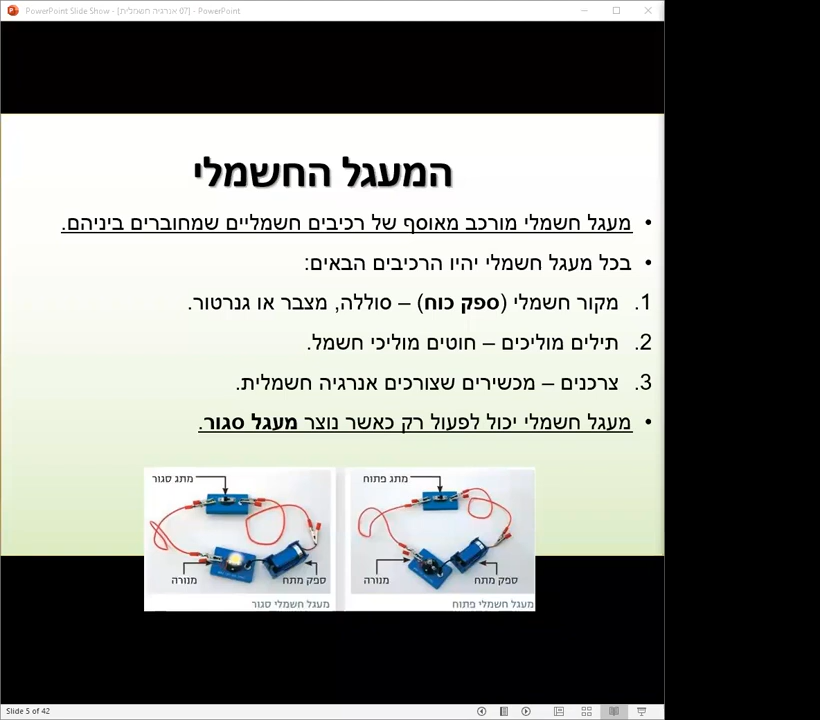 PowerPoint Slide Show - [07 אנרגיה חשמלית] - PowerPoint
המעגל החשמלי
• מעגל חשמלי מורכב מאוסף של רכיבים חשמליים שמחוברים ביניהם.
• בכל מעגל חשמלי יהיו הרכיבים הבאים:
1. מקור חשמלי (ספק כוח) – סוללה, מצבר או גנרטור.
2. תילים מוליכים – חוטים מוליכי חשמל.
3. צרכנים – מכשירים שצורכים אנרגיה חשמלית.
• מעגל חשמלי יכול לפעול רק כאשר נוצר מעגל סגור.
מתג פתוח
מנורה
ספק מתח
מעגל חשמלי פתוח
מתג סגור
מנורה
ספק מתח
מעגל חשמלי סגור
Slide 5 of 42